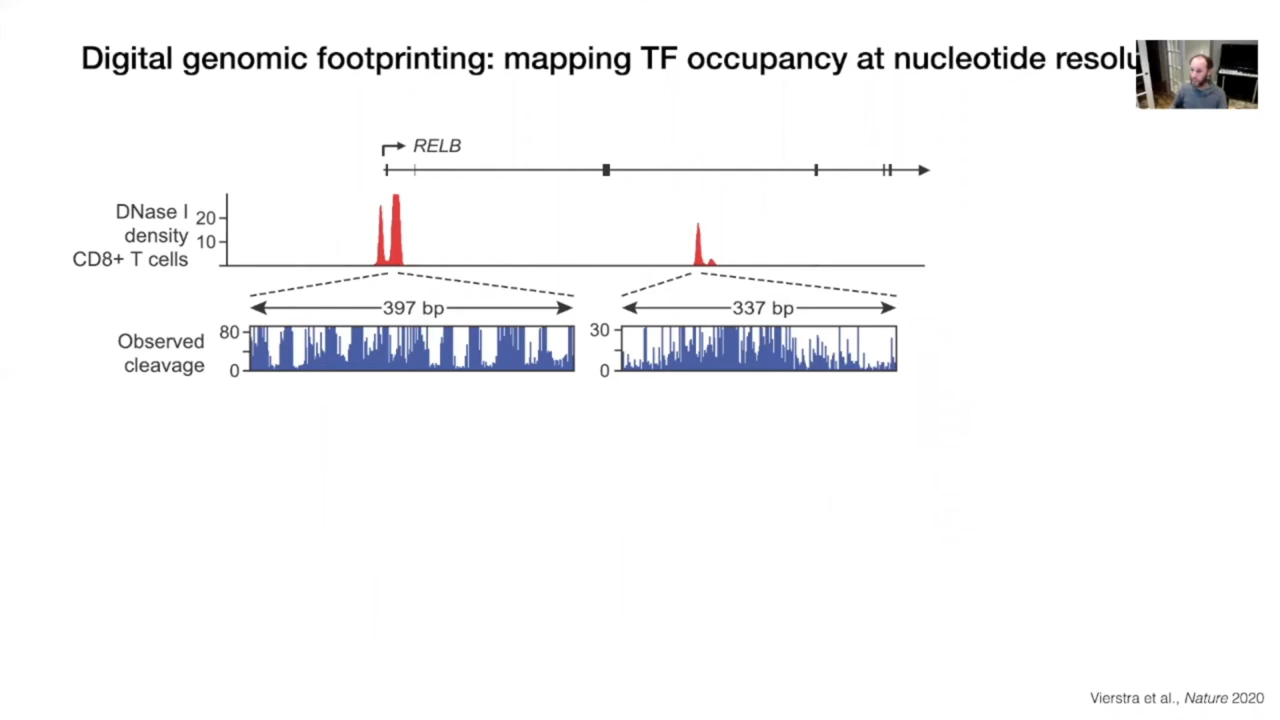 Digital genomic footprinting: mapping TF occupancy at nucleotide
RELB
DNase I
density
CD8+ T cells
20
10
397 bp
337 bp
Observed
cleavage
80
0
30
0
Vierstra et al., Nature 2020